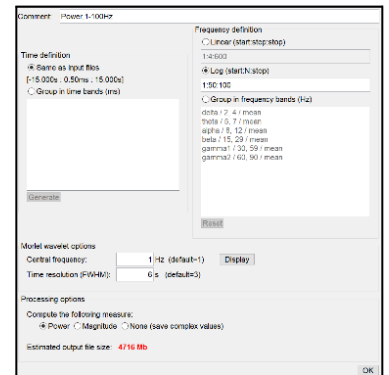 Comment: Power 1-100Hz
Time definition
Same as input files
[-15.000s : 0.50ms : 15.000s]
Group in time bands (ms)
Generate
Frequency definition
Linear (start:step:stop)
1:4:600
Log (start:N:stop)
1:50:100
Group in frequency bands (Hz)
delta / 2, 4 / mean
theta / 5, 7 / mean
alpha / 8, 12 / mean
beta / 15, 29 / mean
gamma1 / 30, 59 / mean
gamma2 / 60, 90 / mean
Reset
Morlet wavelet options
Central frequency: 1 Hz (default=1) Display
Time resolution (FWHM): 6 s (default=3)
Processing options
Compute the following measure:
Power Magnitude None (save complex values)
Estimated output file size: 4716 Mb
OK